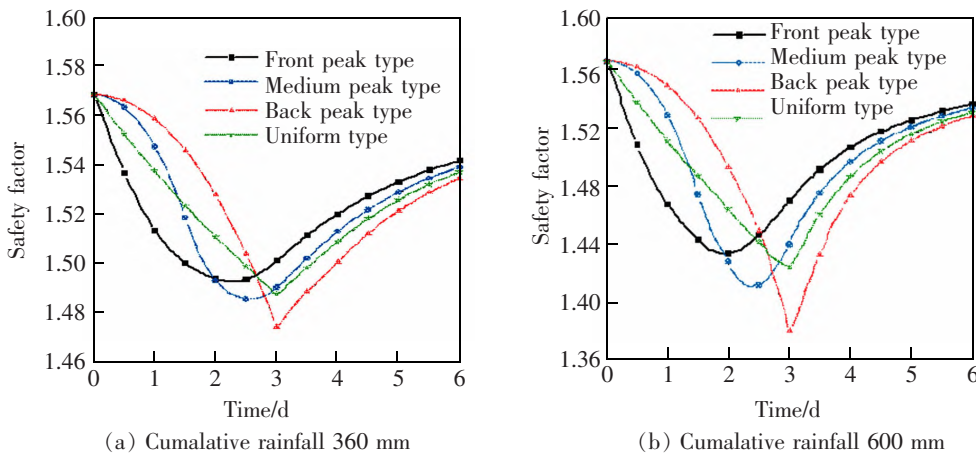 1.60
1.58
1.56
1.54
1.52
1.50
1.48
1.46
Safety factor
Front peak type
Medium peak type
Back peak type
Uniform type
0 1 2 3 4 5 6
Time/d
(a) Cumalative rainfall 360 mm
1.60
1.56
1.52
1.48
1.44
1.40
1.36
Safety factor
Front peak type
Medium peak type
Back peak type
Uniform type
0 1 2 3 4 5 6
Time/d
(b) Cumalative rainfall 600 mm